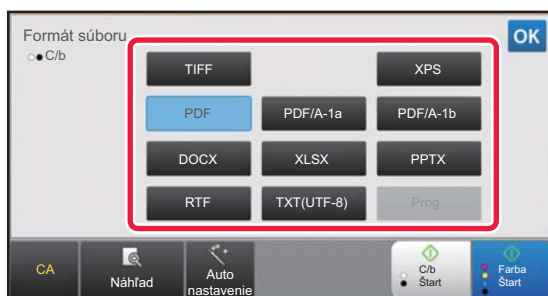 Formát súboru
OK
C/b
TIFF
XPS
PDF
PDF/A-1a
PDF/A-1b
DOCX
XLSX
PPTX
RTF
TXT(UTF-8)
Prog.
CA
Náhľad
Auto
nastavenie
C/b
Štart
Farba
Štart